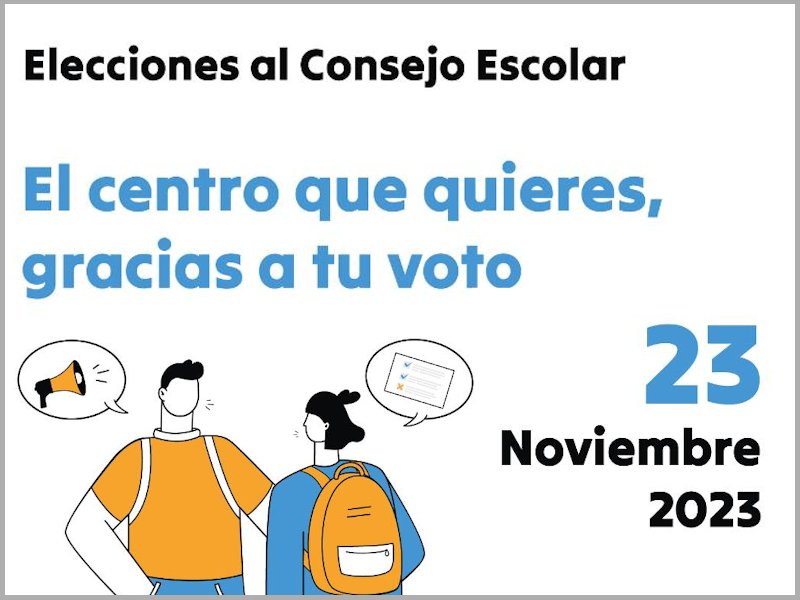 Elecciones al Consejo Escolar
El centro que quieres,
gracias a tu voto
23
Noviembre
2023